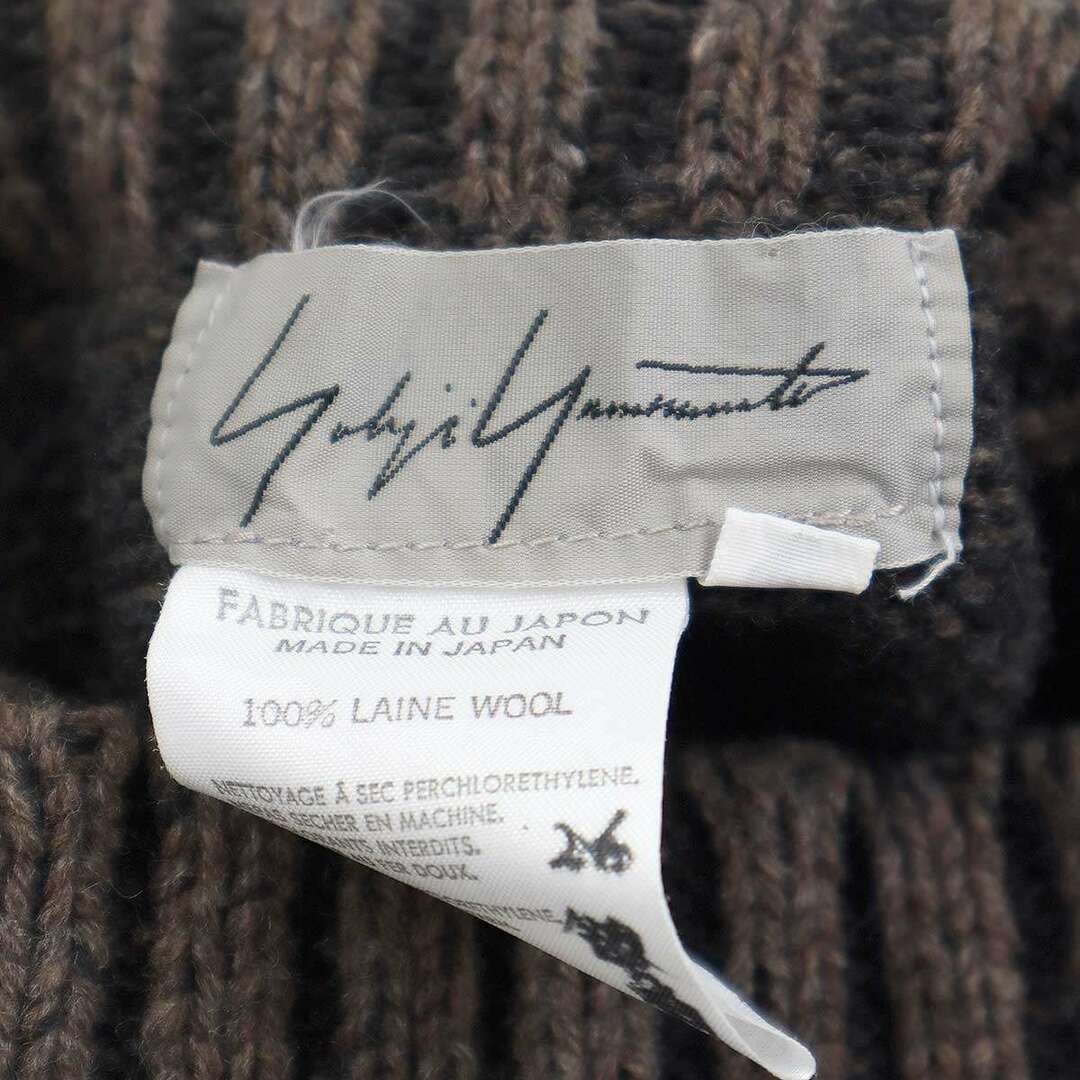 Yohji Yamamoto
FABRIQUE AU JAPON
MADE IN JAPAN
100% LAINE WOOL
NETTOYAGE À SEC PERCHLORETHYLENE.
SECHER EN MACHINE.
INTERDITS.
DOUX.
26